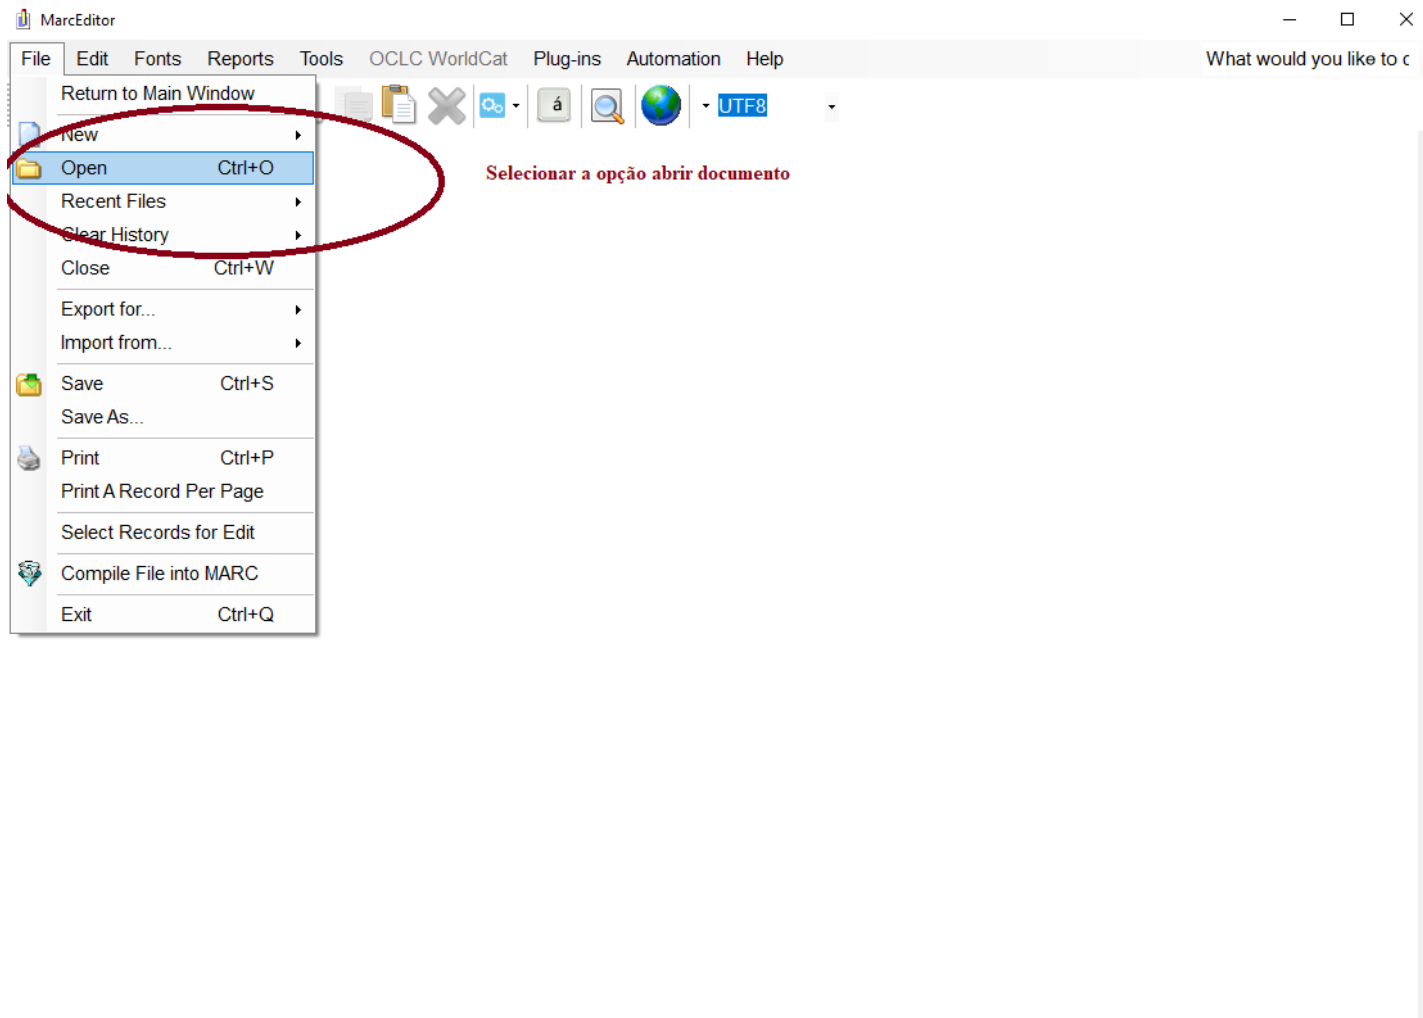 MarcEditor
File Edit Fonts Reports Tools OCLC WorldCat Plug-ins Automation Help What would you like to c
Return to Main Window
á UTF8
New
Open Ctrl+O
Selecionar a opção abrir documento
Recent Files
Clear History
Close Ctrl+W
Export for...
Import from...
Save Ctrl+S
Save As...
Print Ctrl+P
Print A Record Per Page
Select Records for Edit
Compile File into MARC
Exit Ctrl+Q